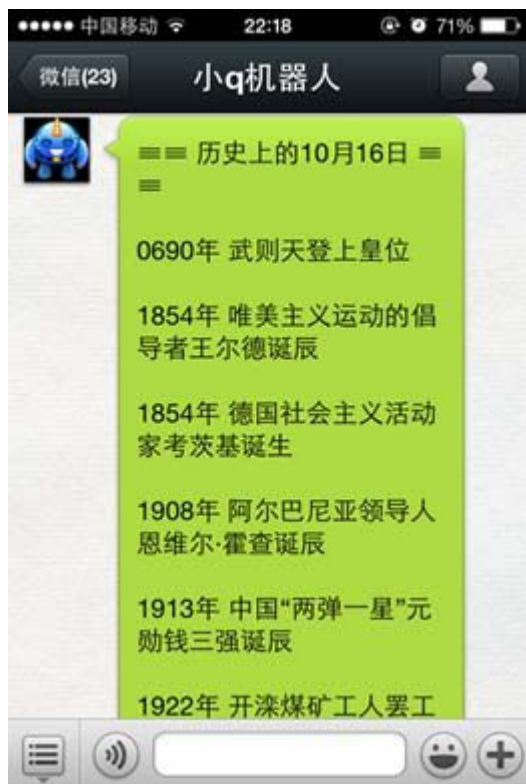 中国移动 22:18 71%
微信(23) 小q机器人
== 历史上的10月16日 =
=
0690年 武则天登上皇位
1854年 唯美主义运动的倡
导者王尔德诞辰
1854年 德国社会主义活动
家考茨基诞生
1908年 阿尔巴尼亚领导人
恩维尔·霍查诞辰
1913年 中国“两弹一星”元
勋钱三强诞辰
1922年 开滦煤矿工人罢工